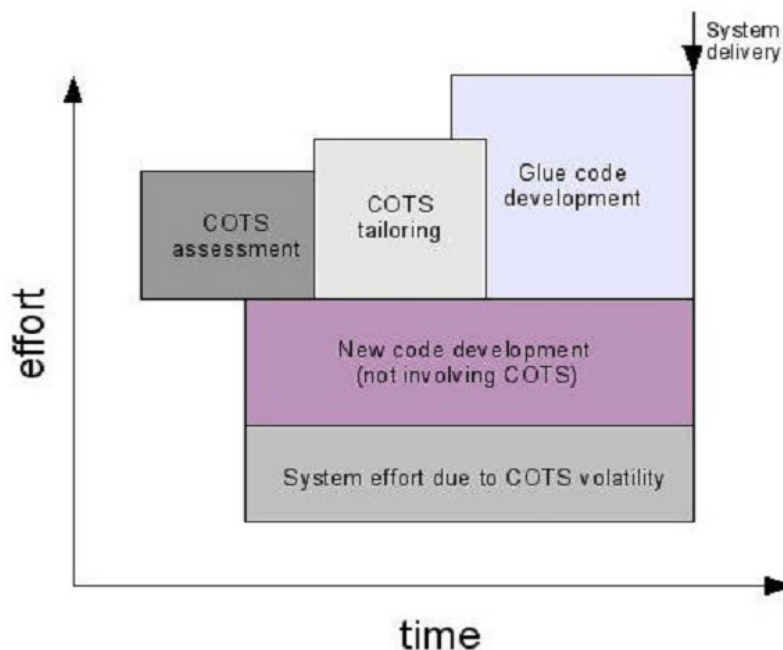 System
delivery
Glue code
development
COTS
tailoring
COTS
assessment
New code development
(not involving COTS)
System effort due to COTS volatility
effort
time